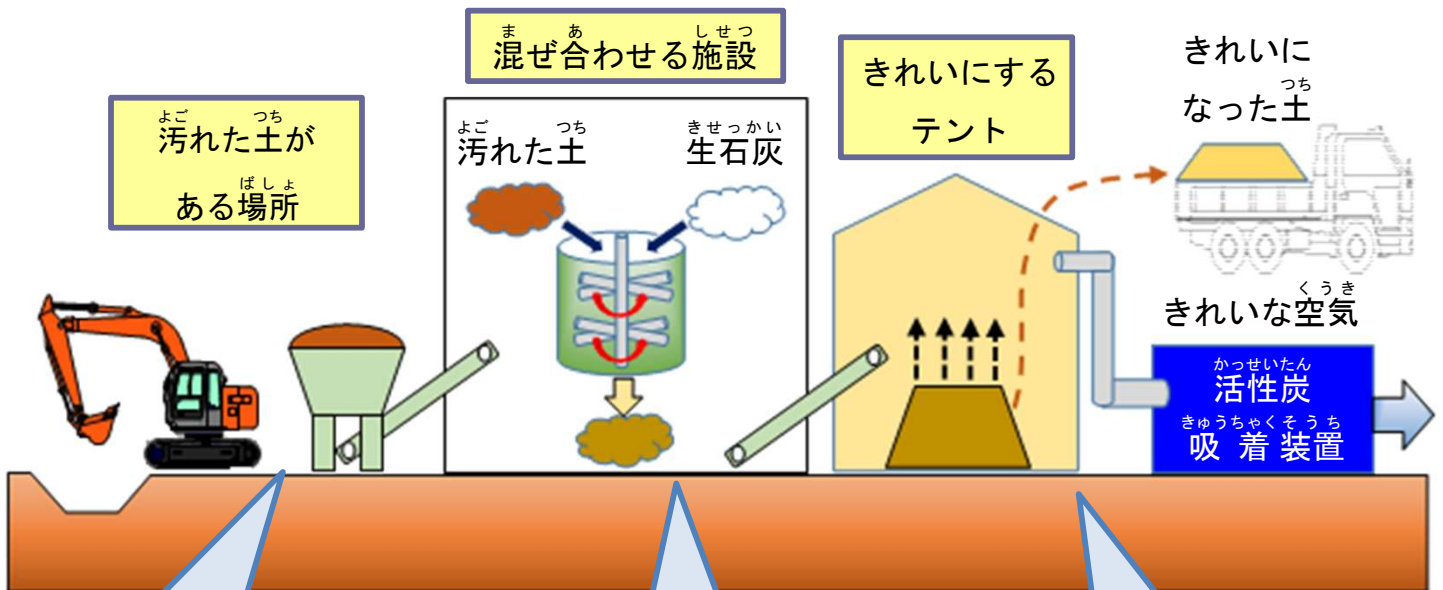 汚れた土が
ある場所
混ぜ合わせる施設
汚れた土
生石灰
きれいにする
テント
きれいに
なった土
きれいな空気
活性炭
吸着装置